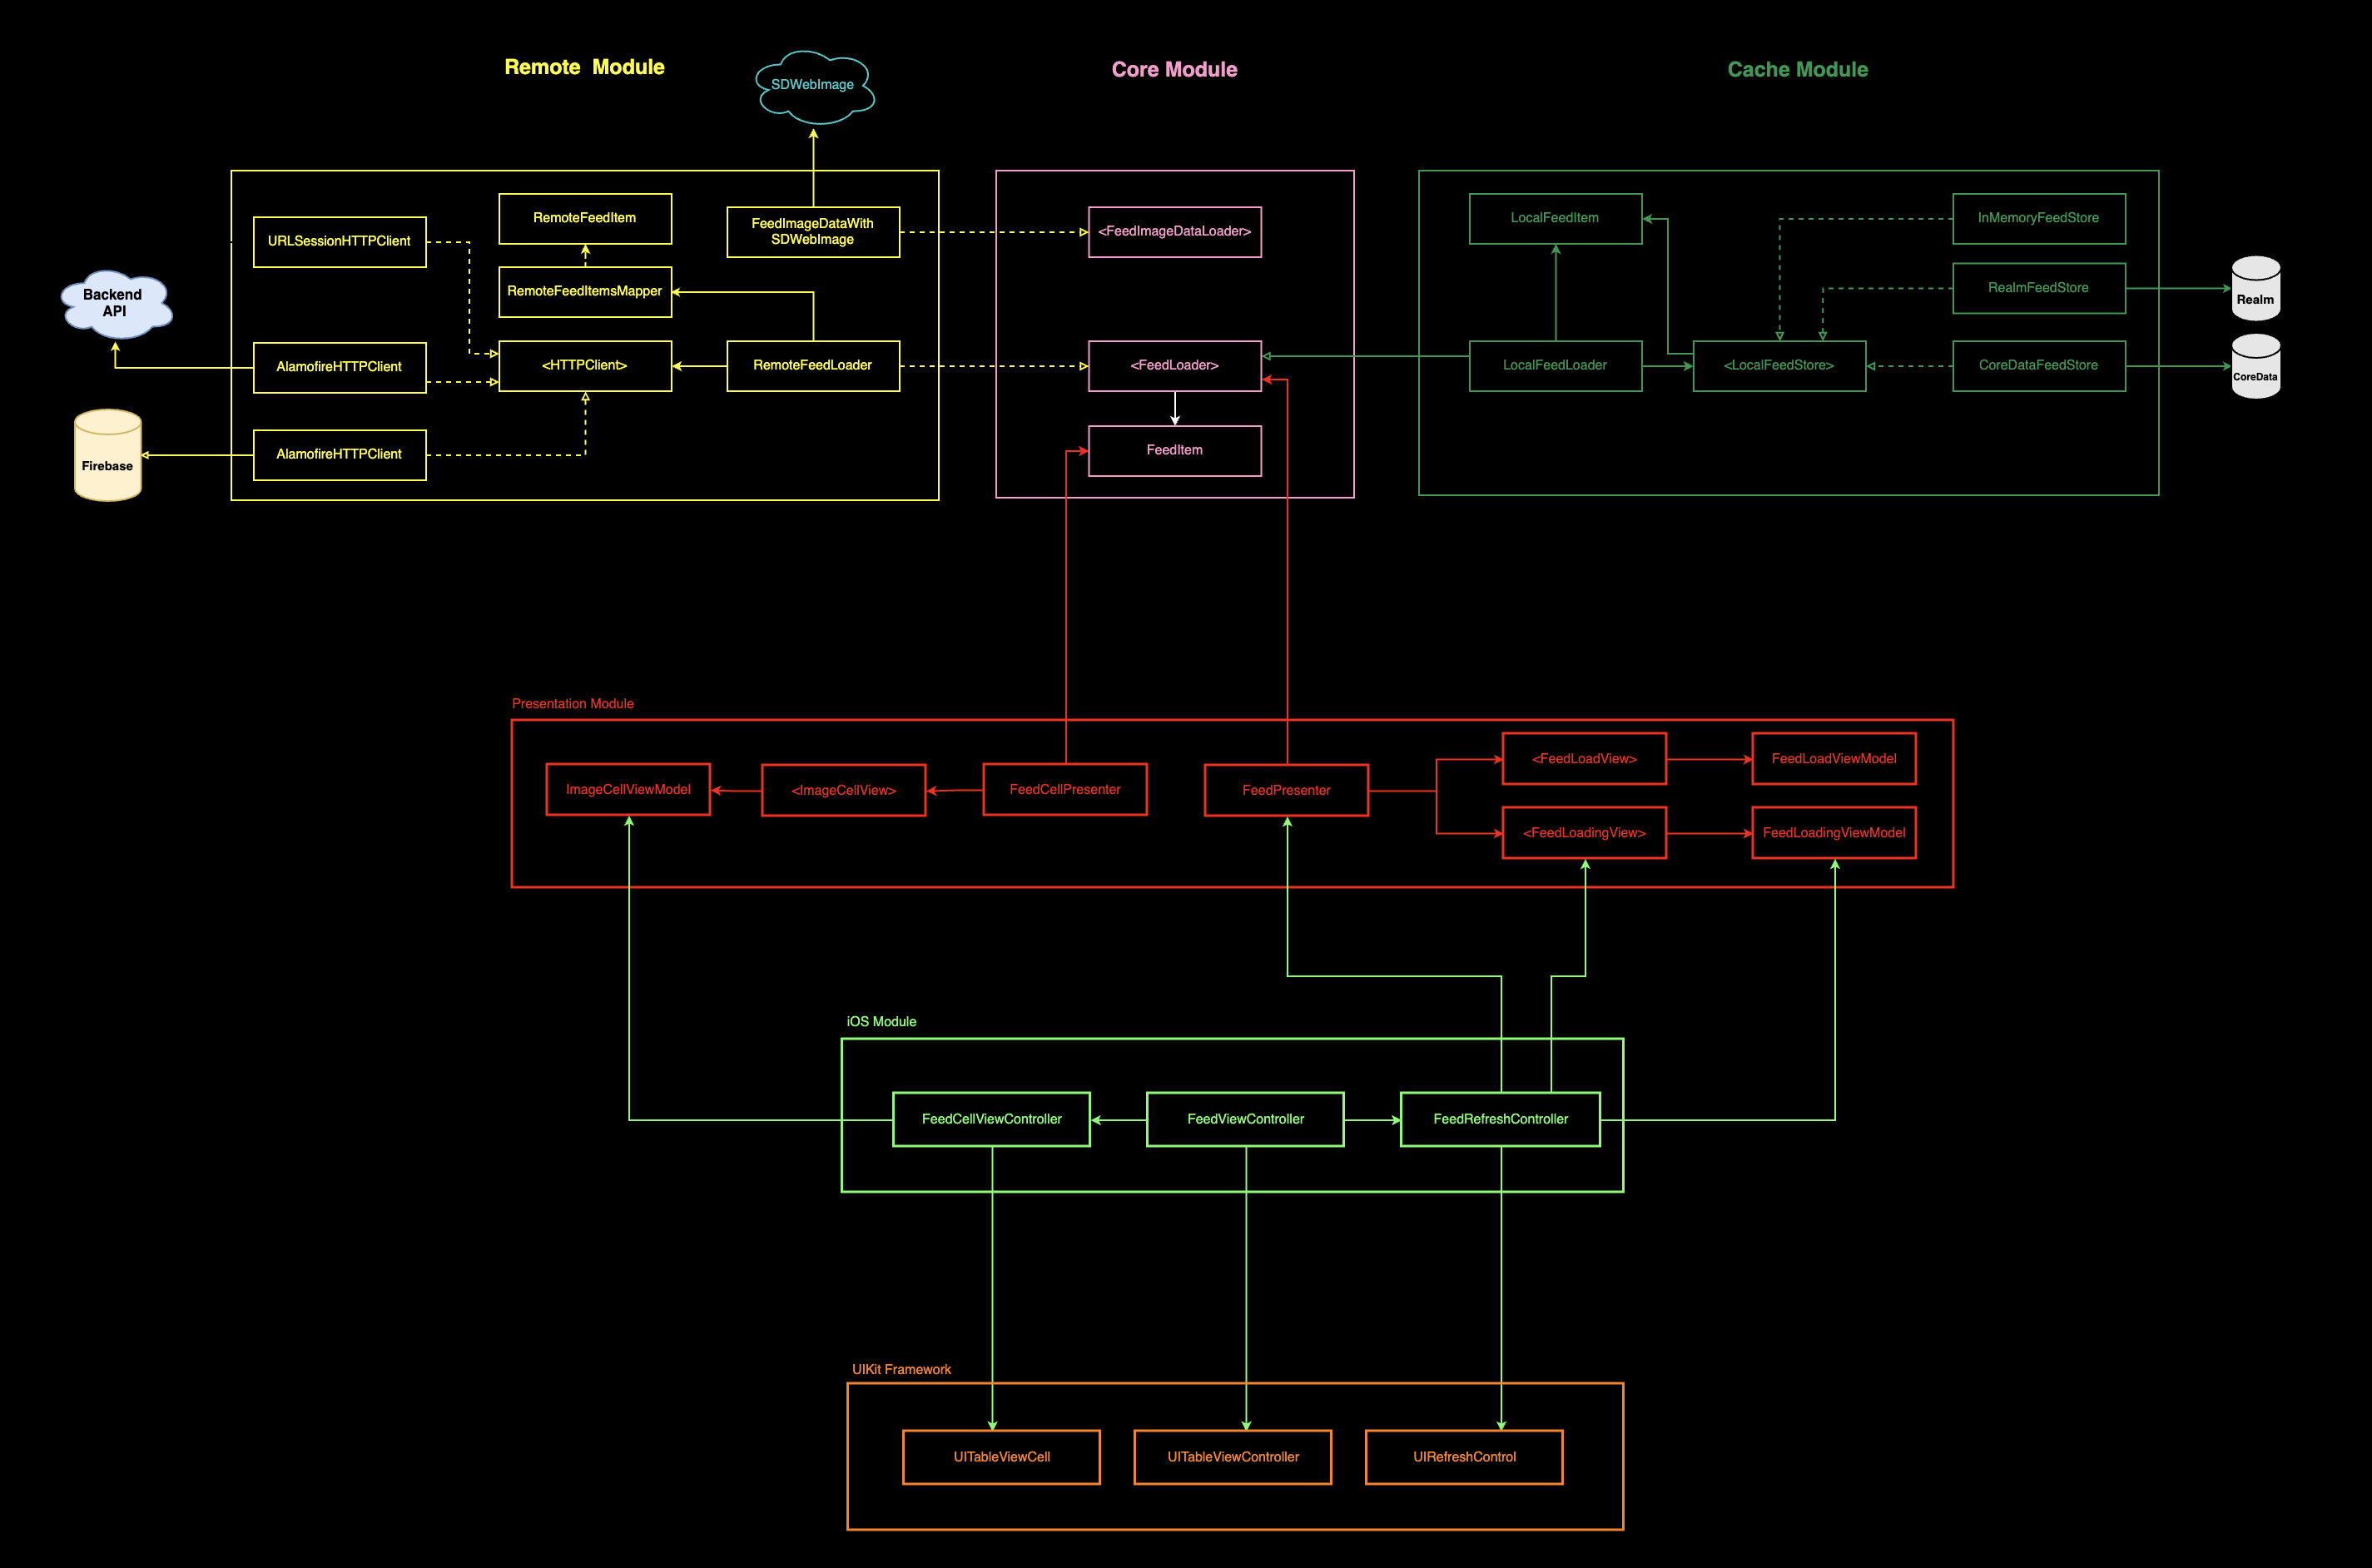 Remote  Module
Core Module
Cache Module
SDWebImage
URLSessionHTTPClient
RemoteFeedItem
FeedImageDataWith
SDWebImage
RemoteFeedItemsMapper
AlamofireHTTPClient
<HTTPClient>
RemoteFeedLoader
AlamofireHTTPClient
Backend
API
Firebase
<FeedImageDataLoader>
<FeedLoader>
FeedItem
LocalFeedItem
InMemoryFeedStore
RealmFeedStore
LocalFeedLoader
<LocalFeedStore>
CoreDataFeedStore
Realm
CoreData
Presentation Module
ImageCellViewModel
<ImageCellView>
FeedCellPresenter
FeedPresenter
<FeedLoadView>
FeedLoadViewModel
<FeedLoadingView>
FeedLoadingViewModel
iOS Module
FeedCellViewController
FeedViewController
FeedRefreshController
UIKit Framework
UITableViewCell
UITableViewController
UIRefreshControl